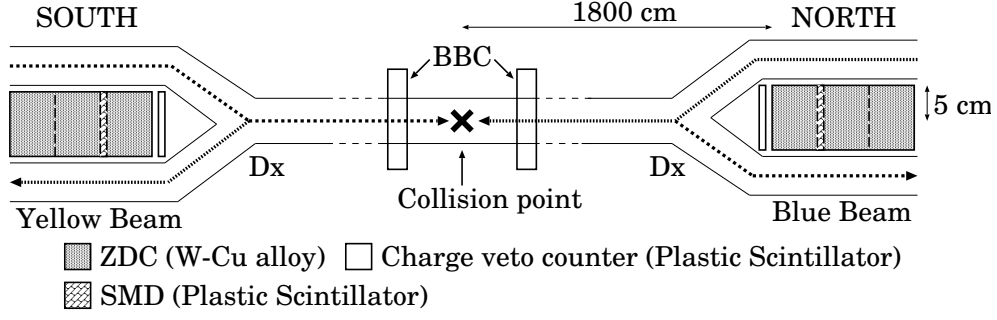 SOUTH
1800 cm
NORTH
BBC
5 cm
Dx
Dx
Collision point
Yellow Beam
Blue Beam
ZDC (W-Cu alloy)
Charge veto counter (Plastic Scintillator)
SMD (Plastic Scintillator)